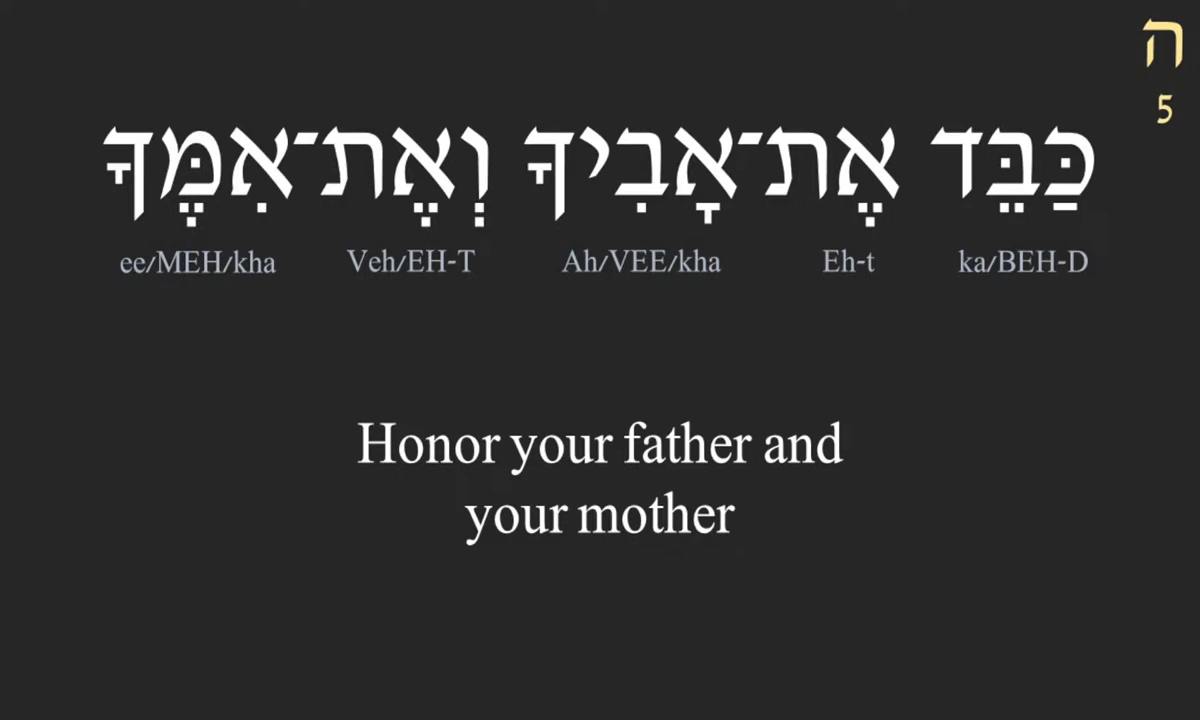 ה
5
כַּבֵּד אֶת־אָבִיךָ וְאֶת־אִמֶּךָ
ee/MEH/kha Veh/EH-T Ah/VEE/kha Eh-t ka/BEH-D
Honor your father and
your mother